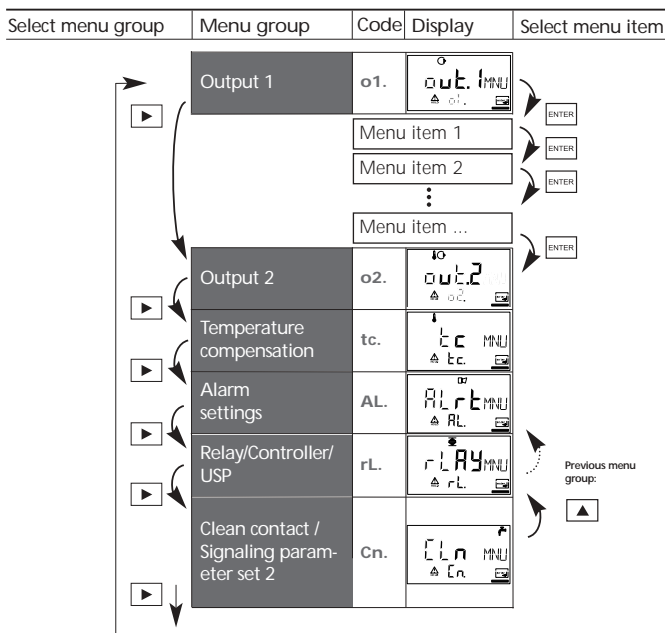 Select menu group Menu group Code Display Select menu item
Output 1 o1. out.1 MNU
o1.
ENTER
Menu item 1
ENTER
Menu item 2
ENTER
Menu item ...
ENTER
Output 2 o2. out.2
o2.
Temperature
compensation tc. tc MNU
tc.
Alarm
settings AL. ALrt MNU
AL.
Relay/Controller/
USP rL. rLAY MNU
rL.
Previous menu
group:
Clean contact /
Signaling param-
eter set 2 Cn. CLn MNU
Cn.